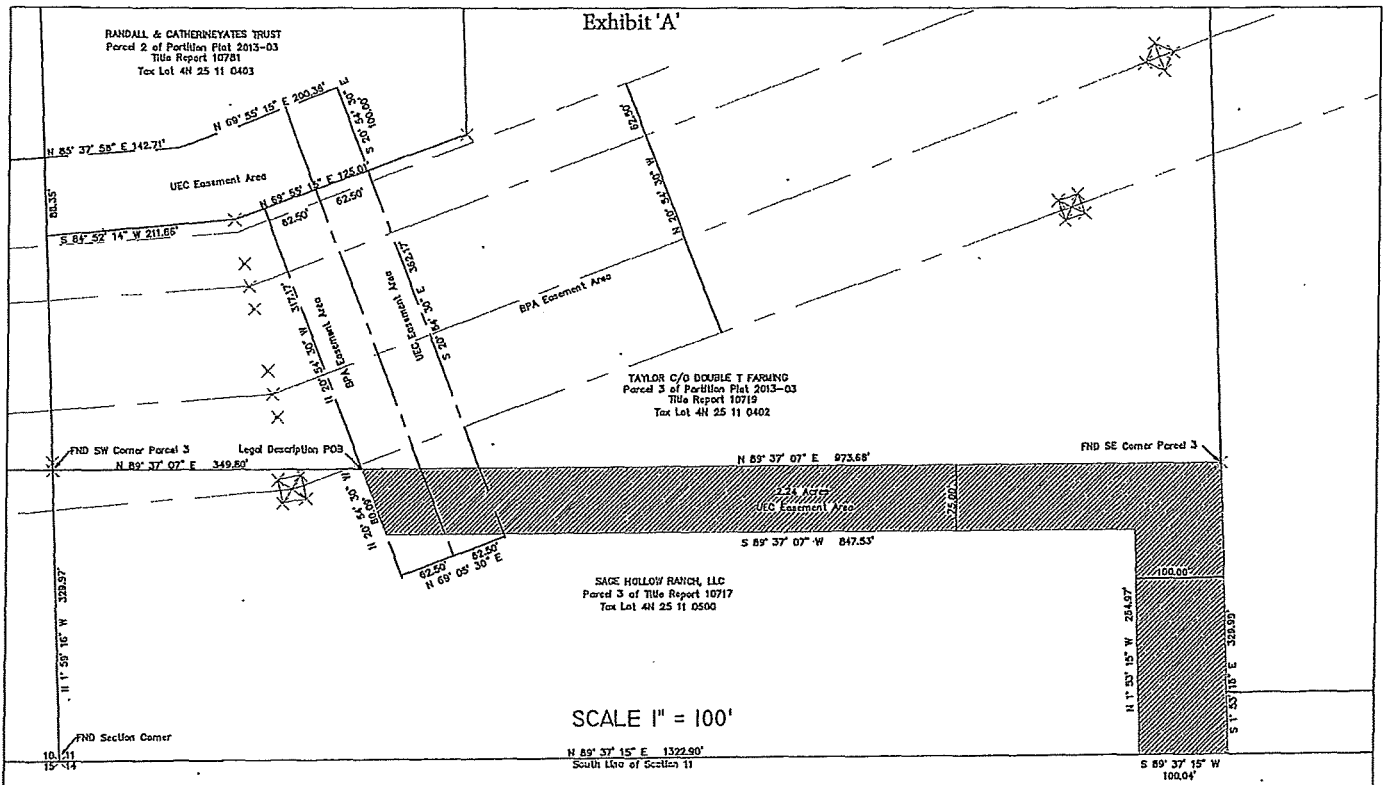 Exhibit 'A'
RANDALL & CATHERINEYATES TRUST
Parcel 2 of Partition Plat 2013-03
Title Report 10781
Tax Lot 4N 25 11 0403
N 69° 55' 15" E 200.39'
S 20° 54' 30" E
100.00'
N 85° 37' 58" E 142.71'
UEC Easement Area
88.35'
N 69° 55' 15" E 125.01'
62.50'
62.50'
S 84° 52' 14" W 211.86'
62.50'
N 20° 54' 30" W
N 20° 54' 30" W 317.17'
BPA Easement Area
UEC Easement Area
S 20° 54' 30" E 362.17'
BPA Easement Area
TAYLOR C/O DOUBLE T FARMING
Parcel 3 of Partition Plat 2013-03
Title Report 10719
Tax Lot 4N 25 11 0402
FND SW Corner Parcel 3
Legal Description POB
FND SE Corner Parcel 3
N 89° 37' 07" E 349.80'
N 89° 37' 07" E 973.68'
2.24 Acres
UEC Easement Area
75.00'
N 20° 54' 30" W
80.09'
S 89° 37' 07" W 847.53'
62.50'
62.50'
N 69° 05' 30" E
SAGE HOLLOW RANCH, LLC
Parcel 3 of Title Report 10717
Tax Lot 4N 25 11 0500
100.00'
N 1° 59' 16" W 329.97'
N 1° 53' 15" W 254.97'
S 1° 53' 15" E 329.95'
SCALE 1" = 100'
FND Section Corner
10 11
15 14
N 89° 37' 15" E 1322.90'
South Line of Section 11
S 89° 37' 15" W
100.04'